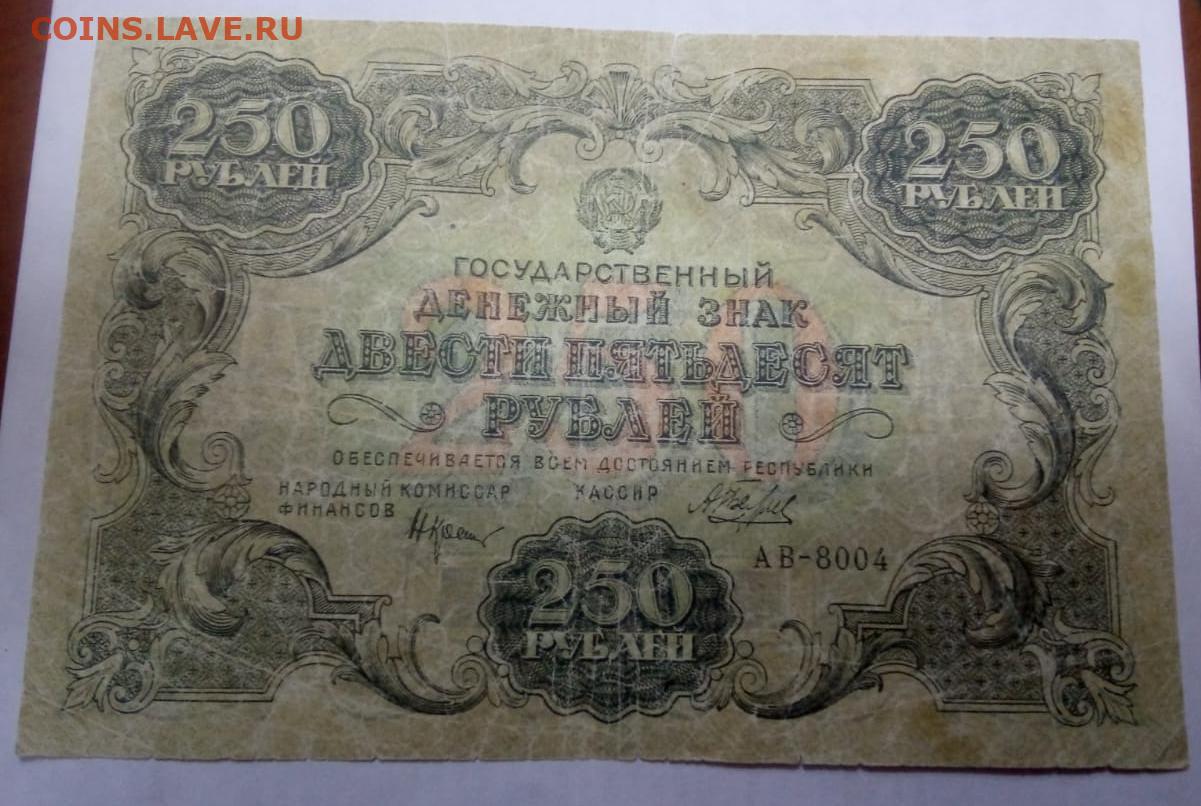 COINS.LAVE.RU
250
РУБЛЕЙ
250
РУБЛЕЙ
ГОСУДАРСТВЕННЫЙ
ДЕНЕЖНЫЙ ЗНАК
250
ДВЕСТИ ПЯТЬДЕСЯТ
РУБЛЕЙ
ОБЕСПЕЧИВАЕТСЯ ВСЕМ ДОСТОЯНИЕМ РЕСПУБЛИКИ
НАРОДНЫЙ КОМИССАР
ФИНАНСОВ
КАССИР
АВ-8004
250
РУБЛЕЙ